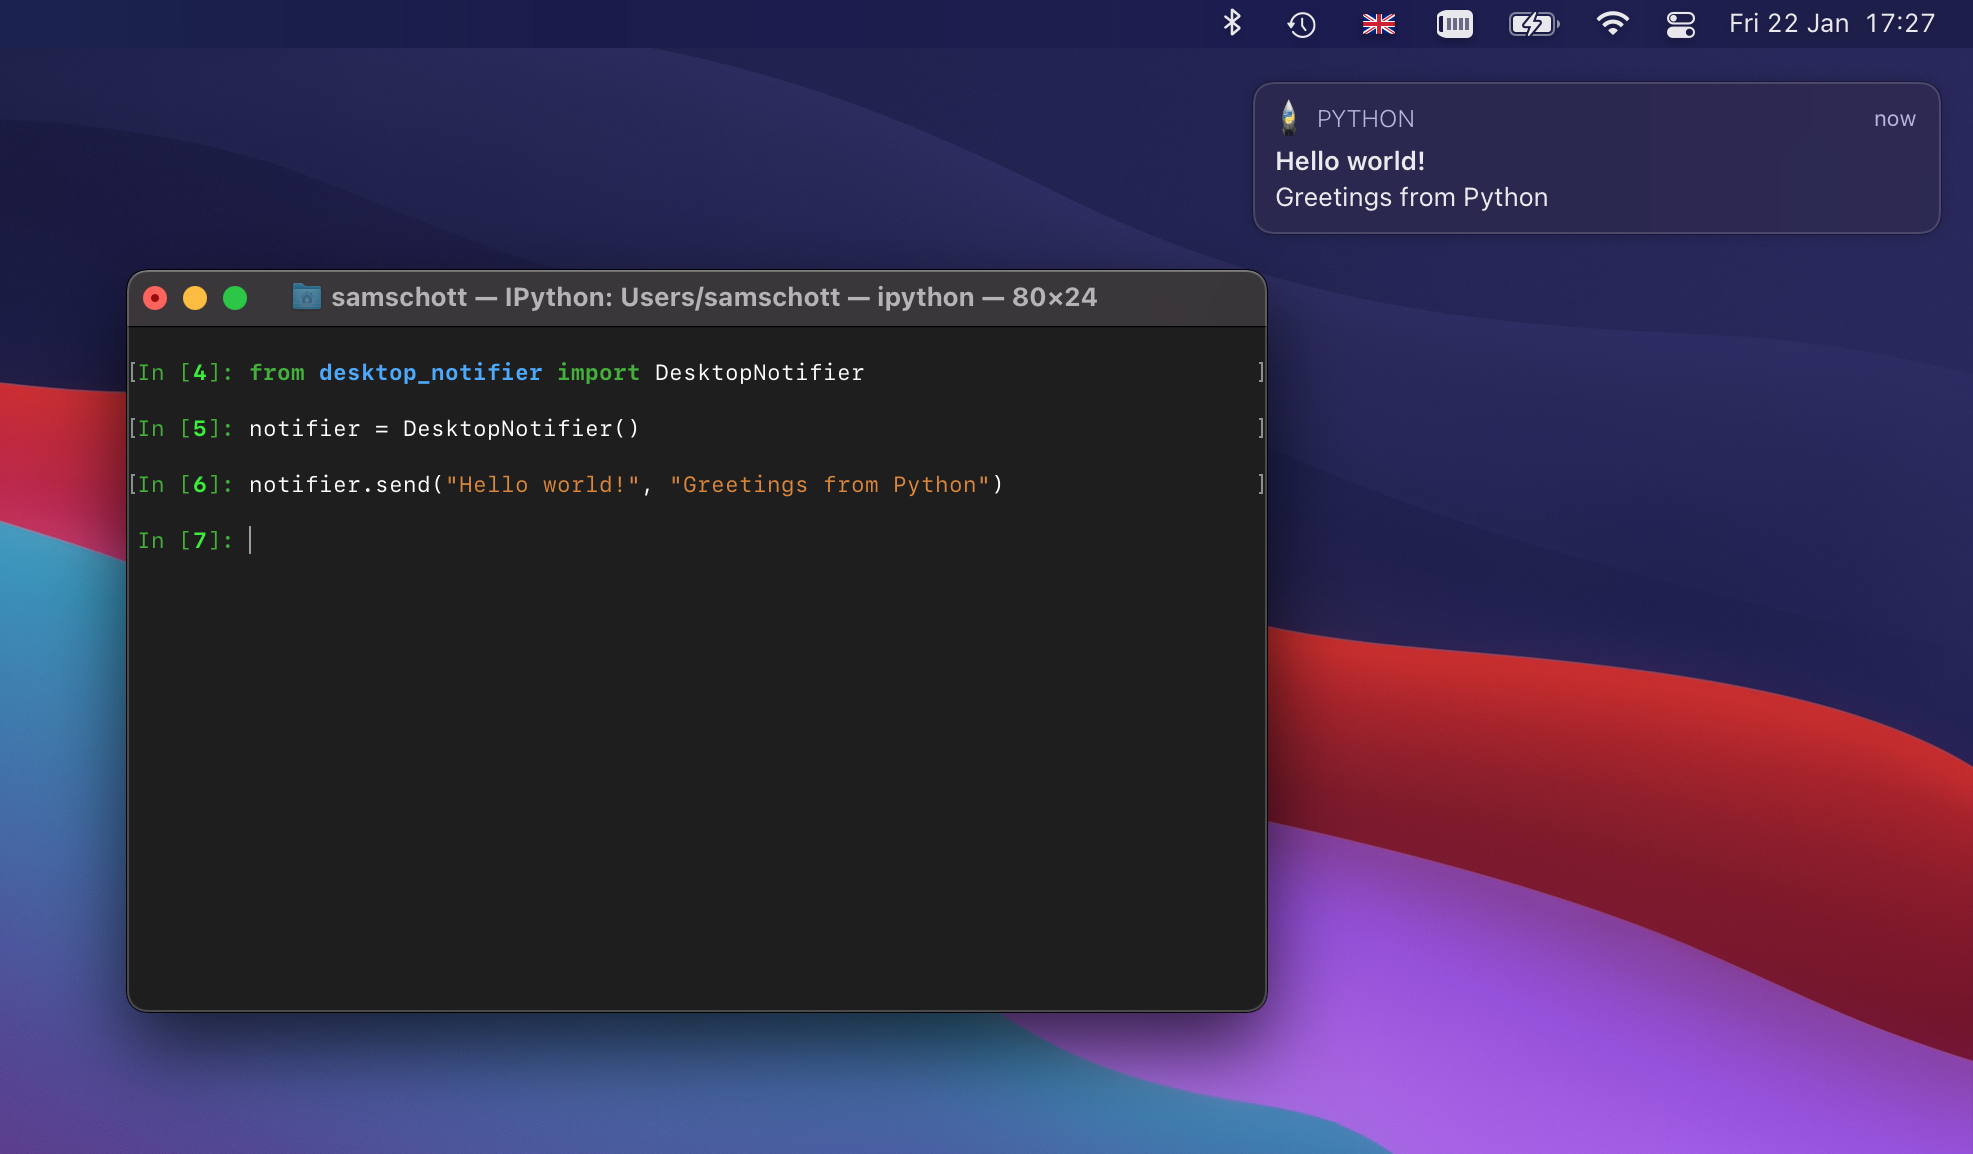 Fri 22 Jan 17:27
PYTHON now
Hello world!
Greetings from Python
samschott — IPython: Users/samschott — ipython — 80×24
[In [4]: from desktop_notifier import DesktopNotifier ]
[In [5]: notifier = DesktopNotifier() ]
[In [6]: notifier.send("Hello world!", "Greetings from Python") ]
In [7]: